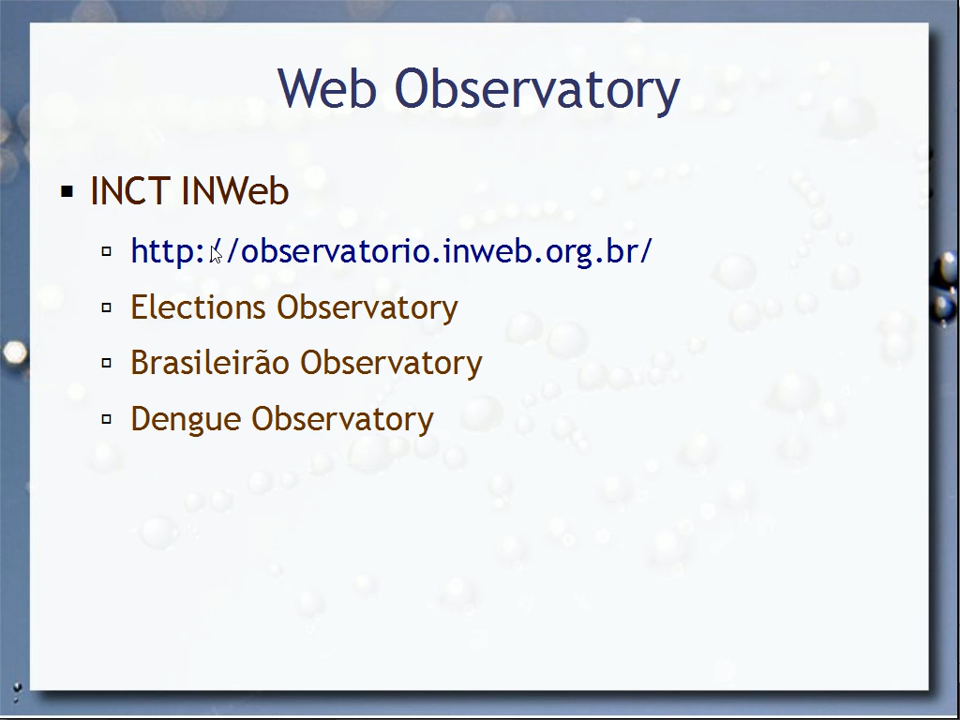 Web Observatory
INCT INWeb
http://observatorio.inweb.org.br/
Elections Observatory
Brasileirão Observatory
Dengue Observatory